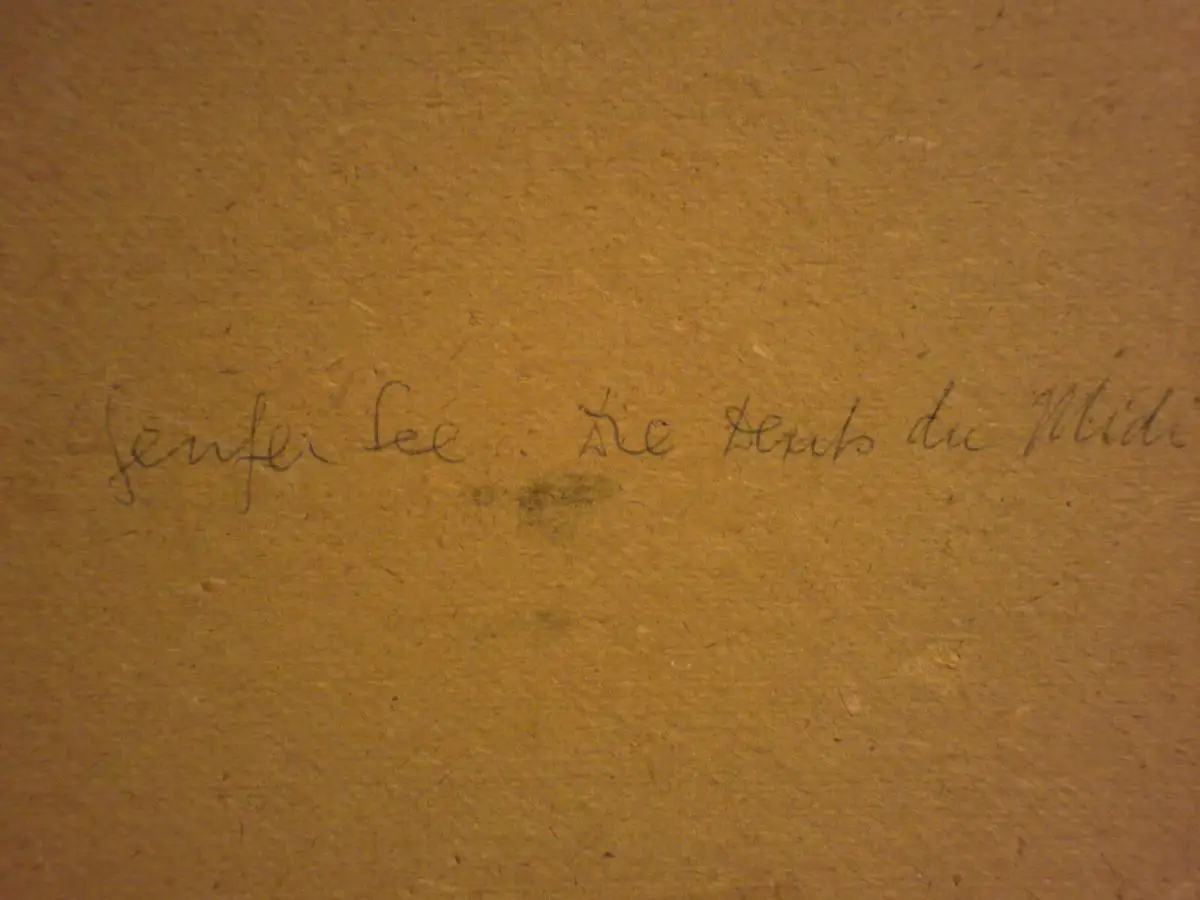 Genfer See. Die Dents du Midi